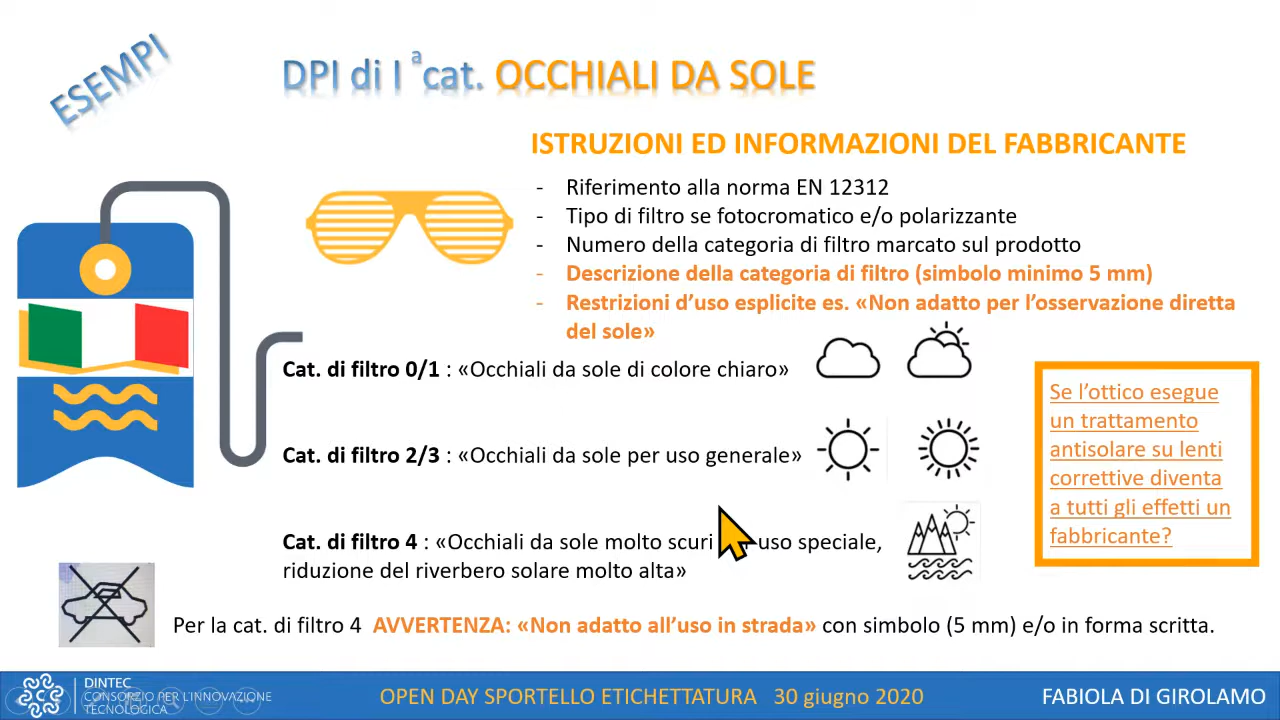 ESEMPI
DPI di I ª cat. OCCHIALI DA SOLE
ISTRUZIONI ED INFORMAZIONI DEL FABBRICANTE
- Riferimento alla norma EN 12312
- Tipo di filtro se fotocromatico e/o polarizzante
- Numero della categoria di filtro marcato sul prodotto
- Descrizione della categoria di filtro (simbolo minimo 5 mm)
- Restrizioni d’uso esplicite es. «Non adatto per l’osservazione diretta
del sole»
Cat. di filtro 0/1 : «Occhiali da sole di colore chiaro»
Cat. di filtro 2/3 : «Occhiali da sole per uso generale»
Cat. di filtro 4 : «Occhiali da sole molto scuri uso speciale,
riduzione del riverbero solare molto alta»
Se l’ottico esegue
un trattamento
antisolare su lenti
correttive diventa
a tutti gli effetti un
fabbricante?
Per la cat. di filtro 4 AVVERTENZA: «Non adatto all’uso in strada» con simbolo (5 mm) e/o in forma scritta.
DINTEC
CONSORZIO PER L’INNOVAZIONE
TECNOLOGICA
OPEN DAY SPORTELLO ETICHETTATURA 30 giugno 2020
FABIOLA DI GIROLAMO